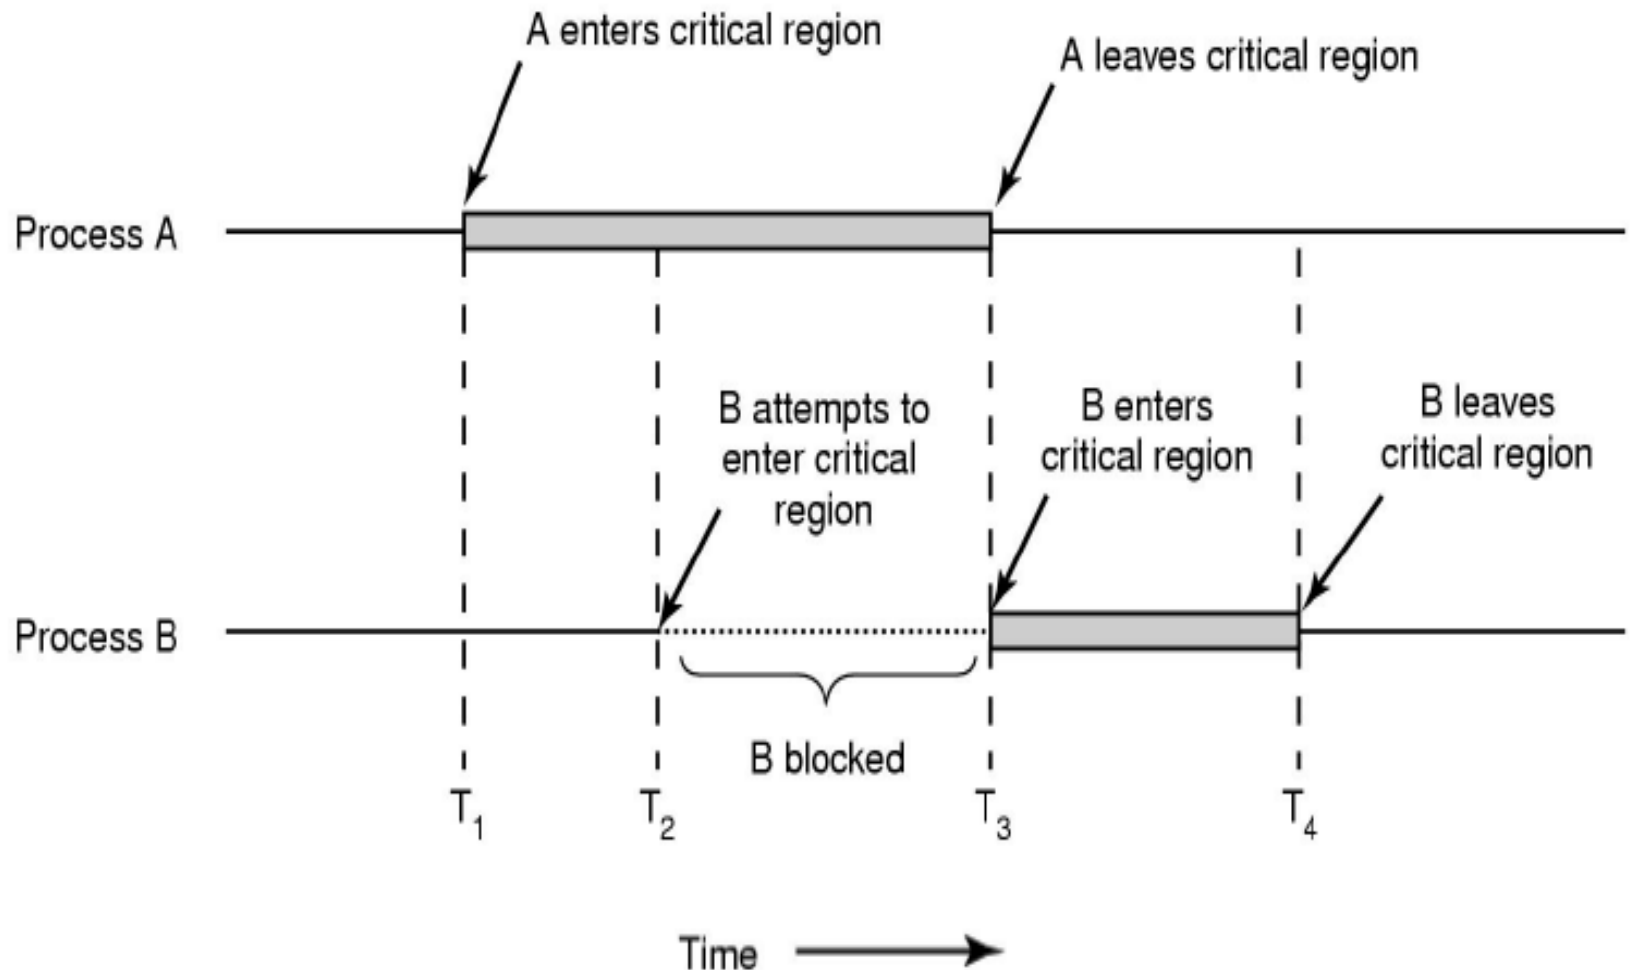 A enters critical region
A leaves critical region
Process A
B attempts to
enter critical
region
B enters
critical region
B leaves
critical region
Process B
B blocked
T1
T2
T3
T4
Time